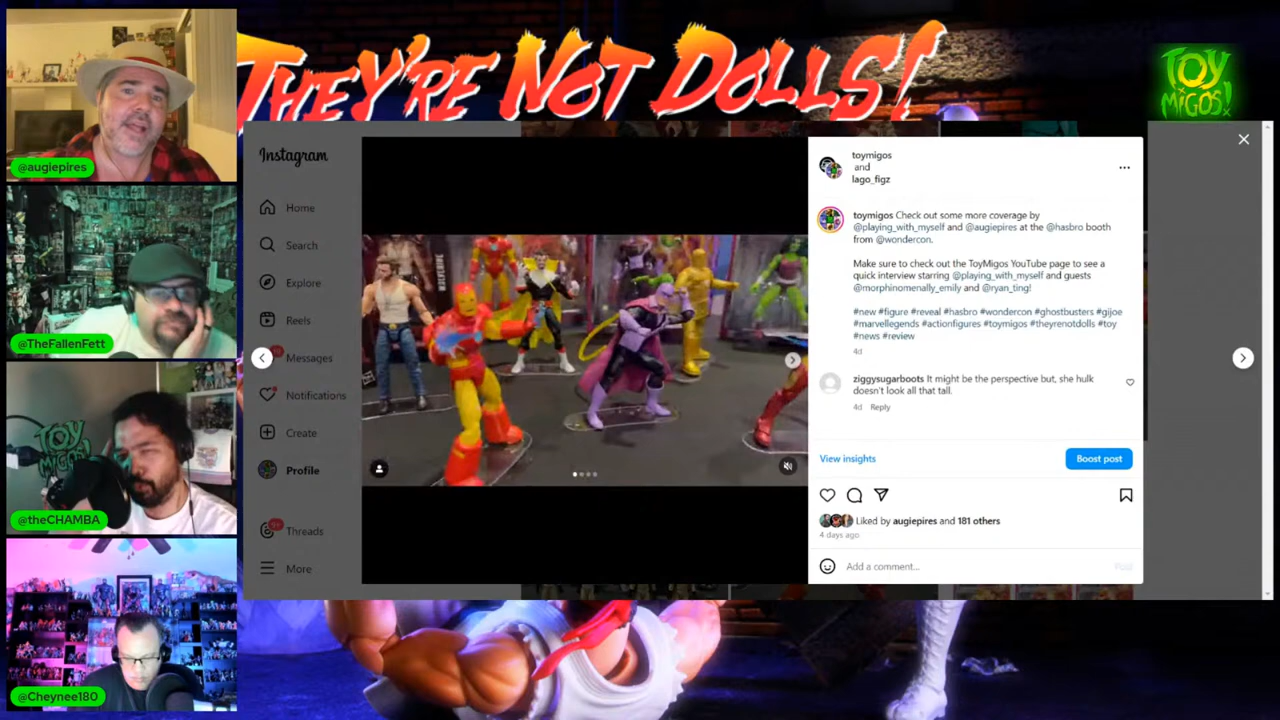 THEY'RE NOT DOLLS!
TOY
MIGOS!
@augiepires
@TheFallenFett
TOY
MIGOS!
@theCHAMBA
@Cheynee180
Instagram
Home
Search
Explore
Reels
Messages
Notifications
Create
Profile
9+
Threads
More
WOLVERINE
toymigos
and
lago_figz
toymigos Check out some more coverage by
@playing_with_myself and @augiepires at the @hasbro booth
from @wondercon.
Make sure to check out the ToyMigos YouTube page to see a
quick interview starring @playing_with_myself and guests
@morphinomenally_emily and @ryan_ting!
#new #figure #reveal #hasbro #wondercon #ghostbusters #gijoe
#marvellegends #actionfigures #toymigos #theyrenotdolls #toy
#news #review
4d
ziggysugarboots It might be the perspective but, she hulk
doesn't look all that tall.
4d Reply
View insights
Boost post
Liked by augiepires and 181 others
4 days ago
Add a comment...
Post